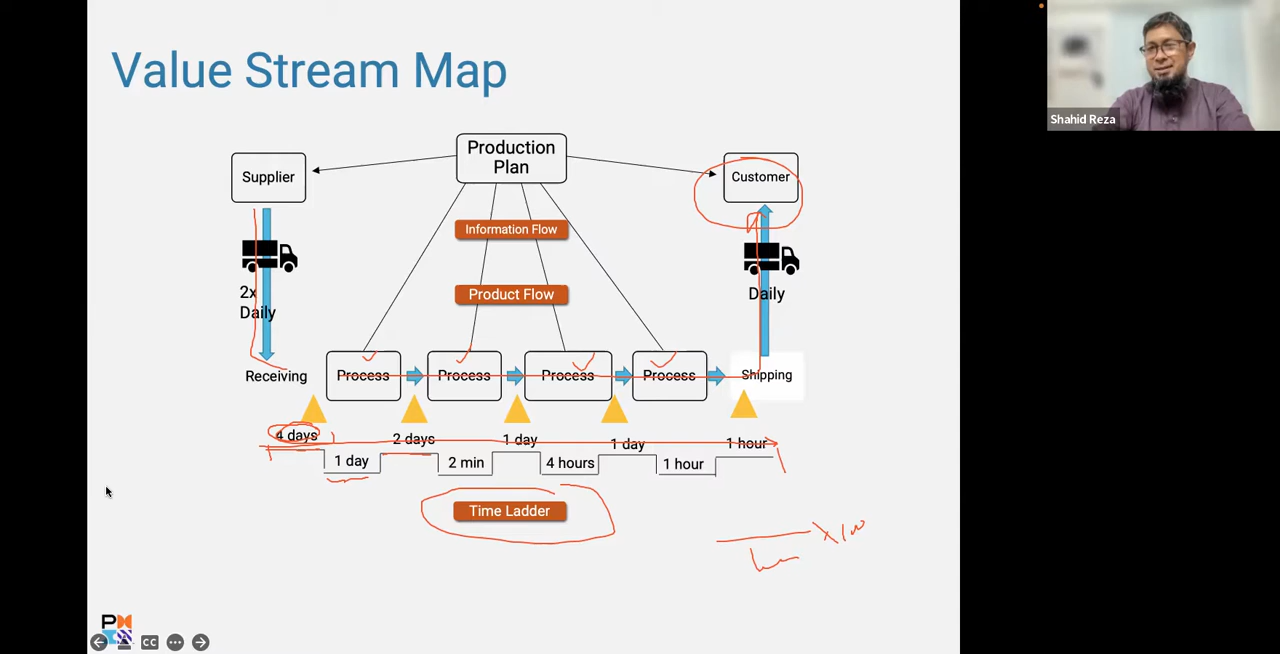 Value Stream Map
Shahid Reza
Production
Plan
Supplier
Customer
Information Flow
2x
Daily
Product Flow
Daily
Receiving
Process
Process
Process
Process
Shipping
4 days
2 days
1 day
1 day
1 hour
1 day
2 min
4 hours
1 hour
Time Ladder
CC